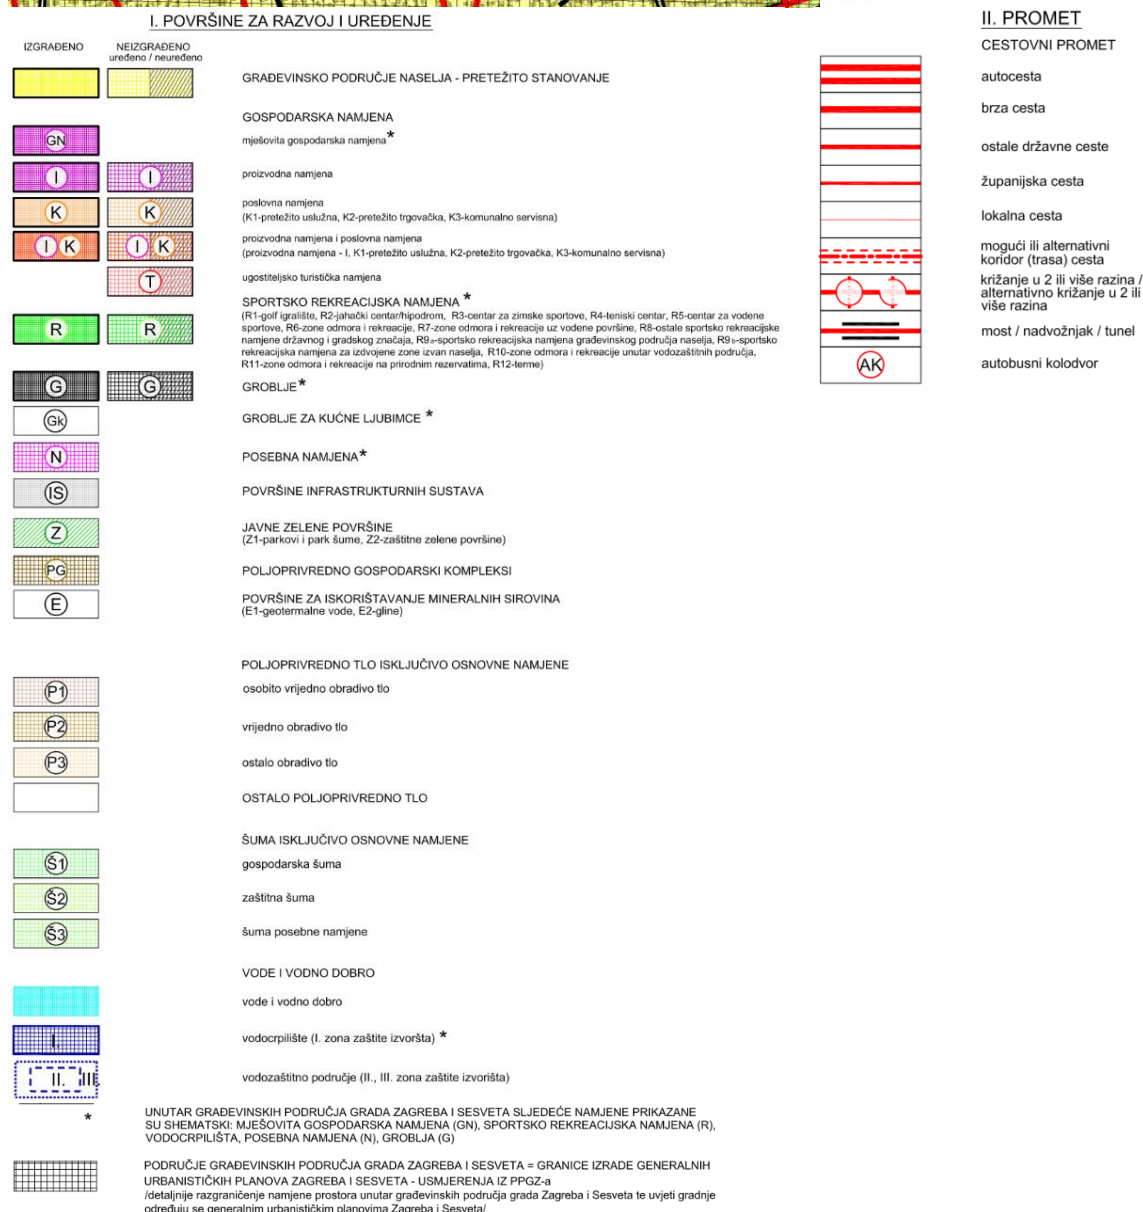 I. POVRŠINE ZA RAZVOJ I UREĐENJE
IZGRAĐENO
NEIZGRAĐENO
uređeno / neuređeno
GRAĐEVINSKO PODRUČJE NASELJA - PRETEŽITO STANOVANJE
GOSPODARSKA NAMJENA
GN
mješovita gospodarska namjena*
I I
proizvodna namjena
K K
poslovna namjena
(K1-pretežito uslužna, K2-pretežito trgovačka, K3-komunalno servisna)
I K I K
proizvodna namjena i poslovna namjena
(proizvodna namjena - I, K1-pretežito uslužna, K2-pretežito trgovačka, K3-komunalno servisna)
T
ugostiteljsko turistička namjena
SPORTSKO REKREACIJSKA NAMJENA *
(R1-golf igralište, R2-jahački centar/hipodrom, R3-centar za zimske sportove, R4-teniski centar, R5-centar za vodene
sportove, R6-zone odmora i rekreacije, R7-zone odmora i rekreacije uz vodene površine, R8-ostale sportsko rekreacijske
namjene državnog i gradskog značaja, R9a-sportsko rekreacijska namjena građevinskog područja naselja, R9b-sportsko
rekreacijska namjena za izdvojene zone izvan naselja, R10-zone odmora i rekreacije unutar vodozaštitnih područja,
R11-zone odmora i rekreacije na prirodnim rezervatima, R12-terme)
R R
G G
GROBLJE*
Gk
GROBLJE ZA KUĆNE LJUBIMCE *
N
POSEBNA NAMJENA*
IS
POVRŠINE INFRASTRUKTURNIH SUSTAVA
Z
JAVNE ZELENE POVRŠINE
(Z1-parkovi i park šume, Z2-zaštitne zelene površine)
PG
POLJOPRIVREDNO GOSPODARSKI KOMPLEKSI
E
POVRŠINE ZA ISKORIŠTAVANJE MINERALNIH SIROVINA
(E1-geotermalne vode, E2-gline)
POLJOPRIVREDNO TLO ISKLJUČIVO OSNOVNE NAMJENE
P1
osobito vrijedno obradivo tlo
P2
vrijedno obradivo tlo
P3
ostalo obradivo tlo
OSTALO POLJOPRIVREDNO TLO
ŠUMA ISKLJUČIVO OSNOVNE NAMJENE
Š1
gospodarska šuma
Š2
zaštitna šuma
Š3
šuma posebne namjene
VODE I VODNO DOBRO
vode i vodno dobro
I.
vodocrpilište (I. zona zaštite izvoršta) *
II. III.
vodozaštitno područje (II., III. zona zaštite izvorišta)
*
UNUTAR GRAĐEVINSKIH PODRUČJA GRADA ZAGREBA I SESVETA SLJEDEĆE NAMJENE PRIKAZANE
SU SHEMATSKI: MJEŠOVITA GOSPODARSKA NAMJENA (GN), SPORTSKO REKREACIJSKA NAMJENA (R),
VODOCRPILIŠTA, POSEBNA NAMJENA (N), GROBLJA (G)
PODRUČJE GRAĐEVINSKIH PODRUČJA GRADA ZAGREBA I SESVETA = GRANICE IZRADE GENERALNIH
URBANISTIČKIH PLANOVA ZAGREBA I SESVETA - USMJERENJA IZ PPGZ-a
/detaljnije razgraničenje namjene prostora unutar građevinskih područja grada Zagreba i Sesveta te uvjeti gradnje
određuju se generalnim urbanističkim planovima Zagreba i Sesveta/
II. PROMET
CESTOVNI PROMET
autocesta
brza cesta
ostale državne ceste
županijska cesta
lokalna cesta
mogući ili alternativni
koridor (trasa) cesta
križanje u 2 ili više razina /
alternativno križanje u 2 ili
više razina
most / nadvožnjak / tunel
AK
autobusni kolodvor